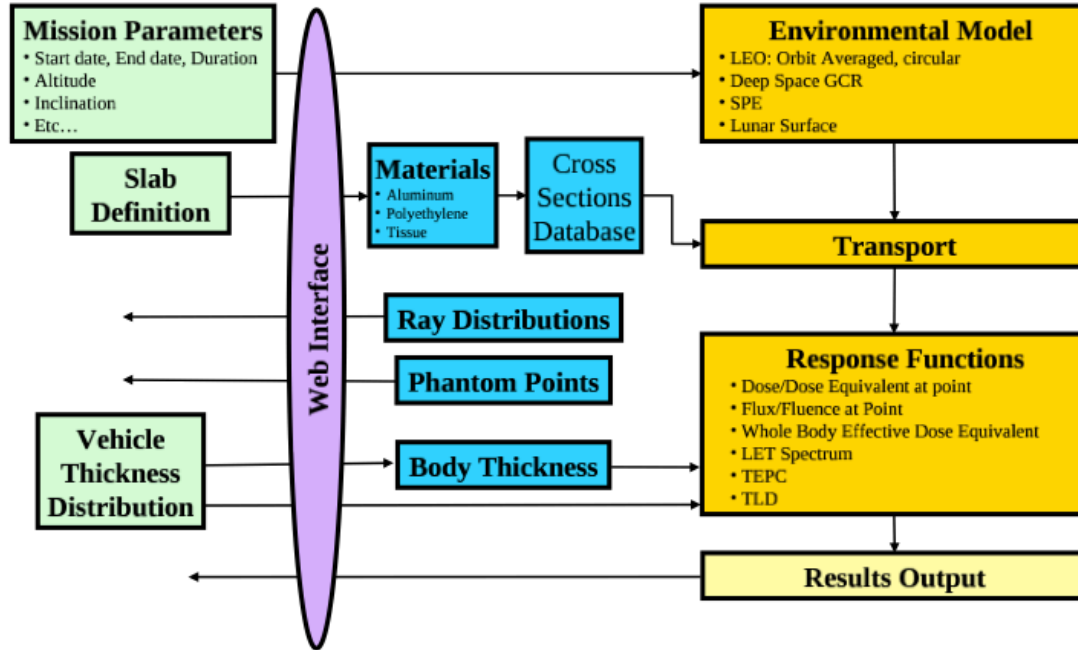 Mission Parameters
• Start date, End date, Duration
• Altitude
• Inclination
• Etc…
Environmental Model
• LEO: Orbit Averaged, circular
• Deep Space GCR
• SPE
• Lunar Surface
Slab
Definition
Materials
• Aluminum
• Polyethylene
• Tissue
Cross
Sections
Database
Transport
Web Interface
Ray Distributions
Phantom Points
Response Functions
• Dose/Dose Equivalent at point
• Flux/Fluence at Point
• Whole Body Effective Dose Equivalent
• LET Spectrum
• TEPC
• TLD
Vehicle
Thickness
Distribution
Body Thickness
Results Output